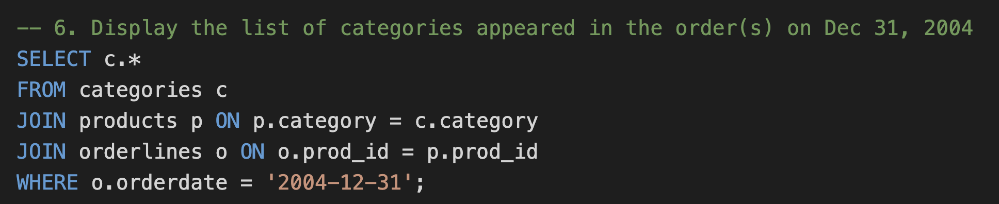 -- 6. Display the list of categories appeared in the order(s) on Dec 31, 2004
SELECT c.*
FROM categories c
JOIN products p ON p.category = c.category
JOIN orderlines o ON o.prod_id = p.prod_id
WHERE o.orderdate = '2004-12-31';